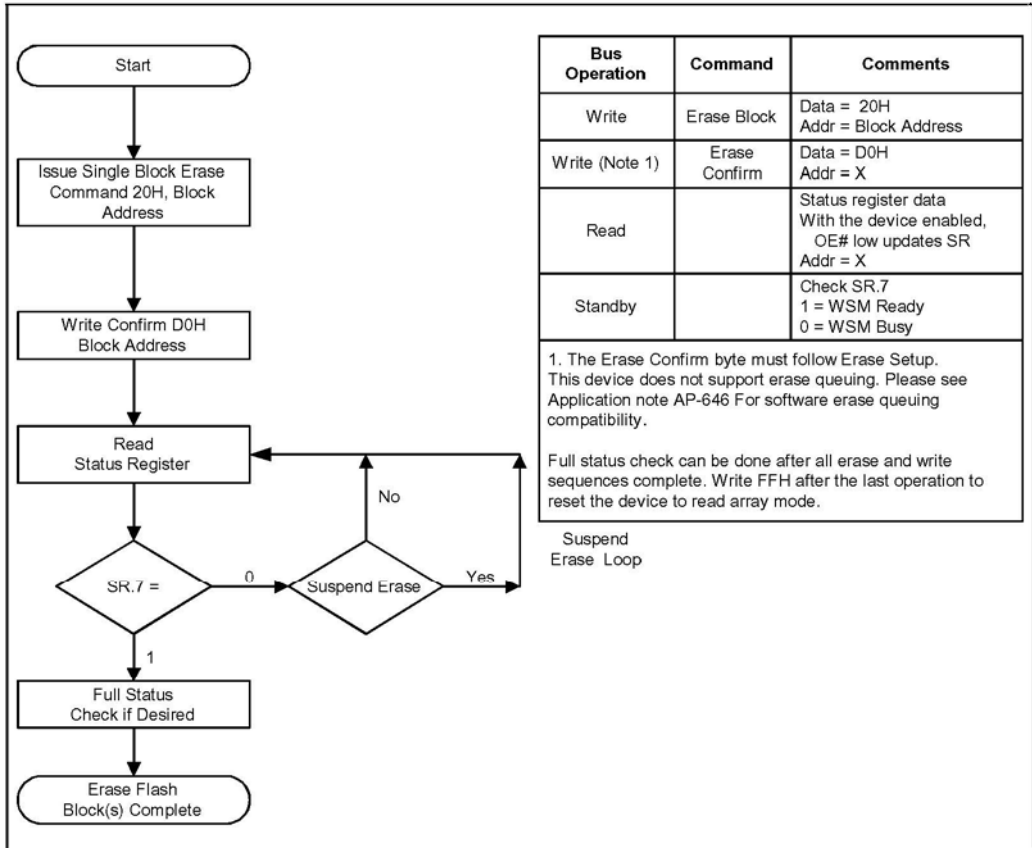 Start
Issue Single Block Erase
Command 20H, Block
Address
Write Confirm D0H
Block Address
Read
Status Register
No
SR.7 =
0
Suspend Erase
Yes
1
Full Status
Check if Desired
Erase Flash
Block(s) Complete
Bus
Operation
Command
Comments
Write
Erase Block
Data = 20H
Addr = Block Address
Write (Note 1)
Erase
Confirm
Data = D0H
Addr = X
Read
Status register data
With the device enabled,
OE# low updates SR
Addr = X
Standby
Check SR.7
1 = WSM Ready
0 = WSM Busy
1. The Erase Confirm byte must follow Erase Setup.
This device does not support erase queuing. Please see
Application note AP-646 For software erase queuing
compatibility.
Full status check can be done after all erase and write
sequences complete. Write FFH after the last operation to
reset the device to read array mode.
Suspend
Erase Loop